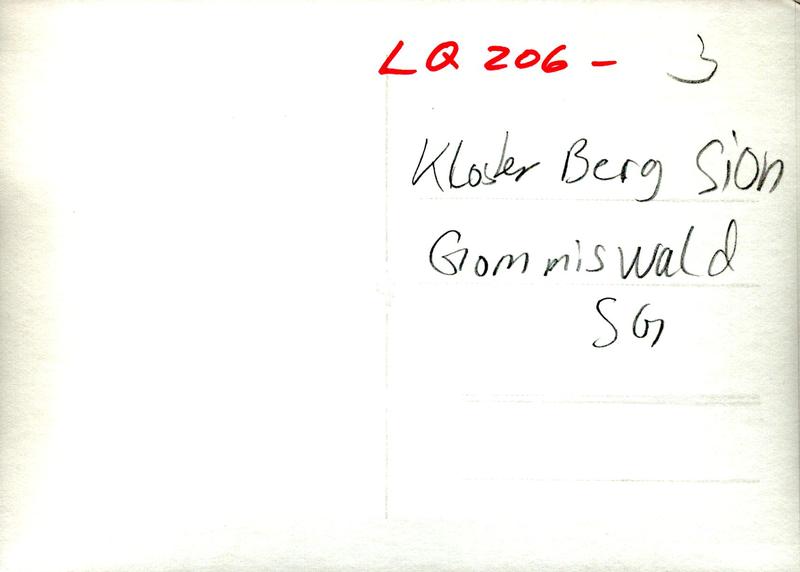 LQ 206 - 3
Kloster Berg Sion
Gommiswald
SG